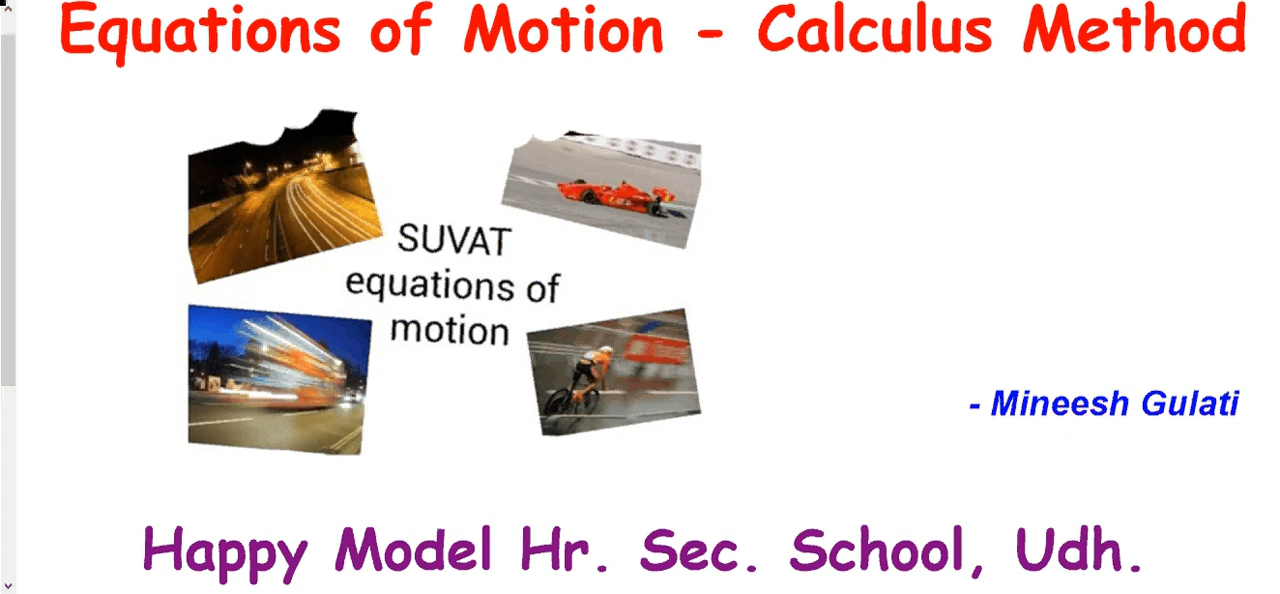 Equations of Motion - Calculus Method
SUVAT
equations of
motion
- Mineesh Gulati
Happy Model Hr. Sec. School, Udh.